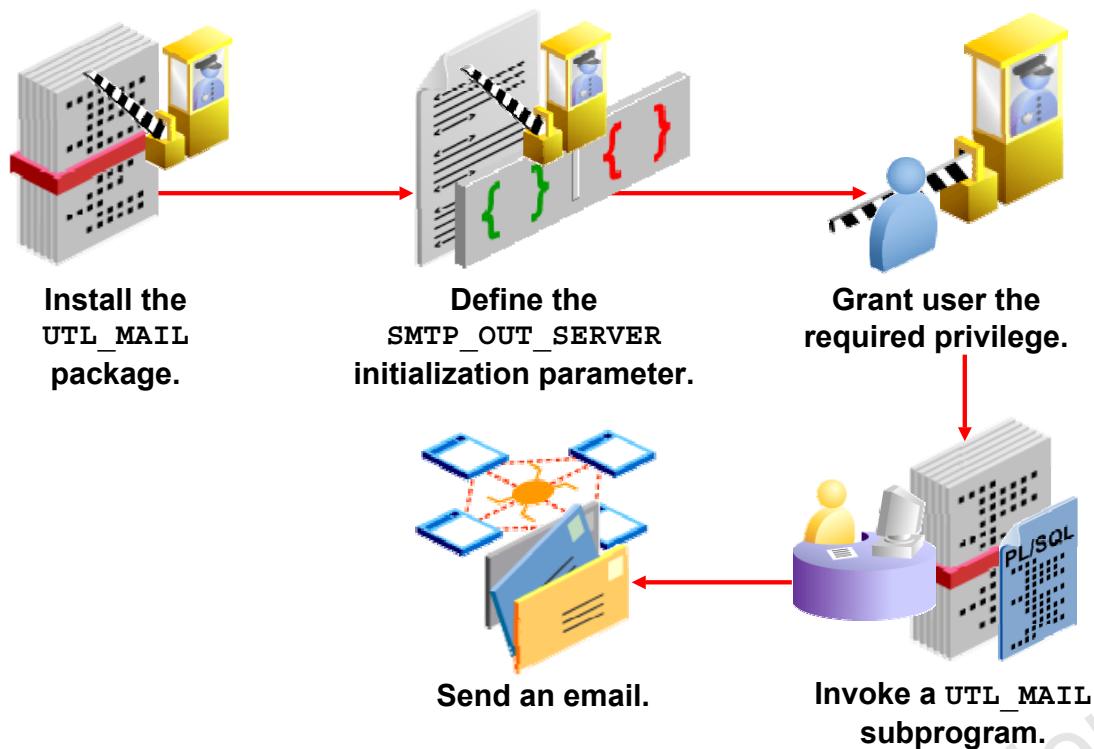 Install the
UTL_MAIL
package.
Define the
SMTP_OUT_SERVER
initialization parameter.
Grant user the
required privilege.
PL/SQL
Invoke a UTL_MAIL
subprogram.
Send an email.